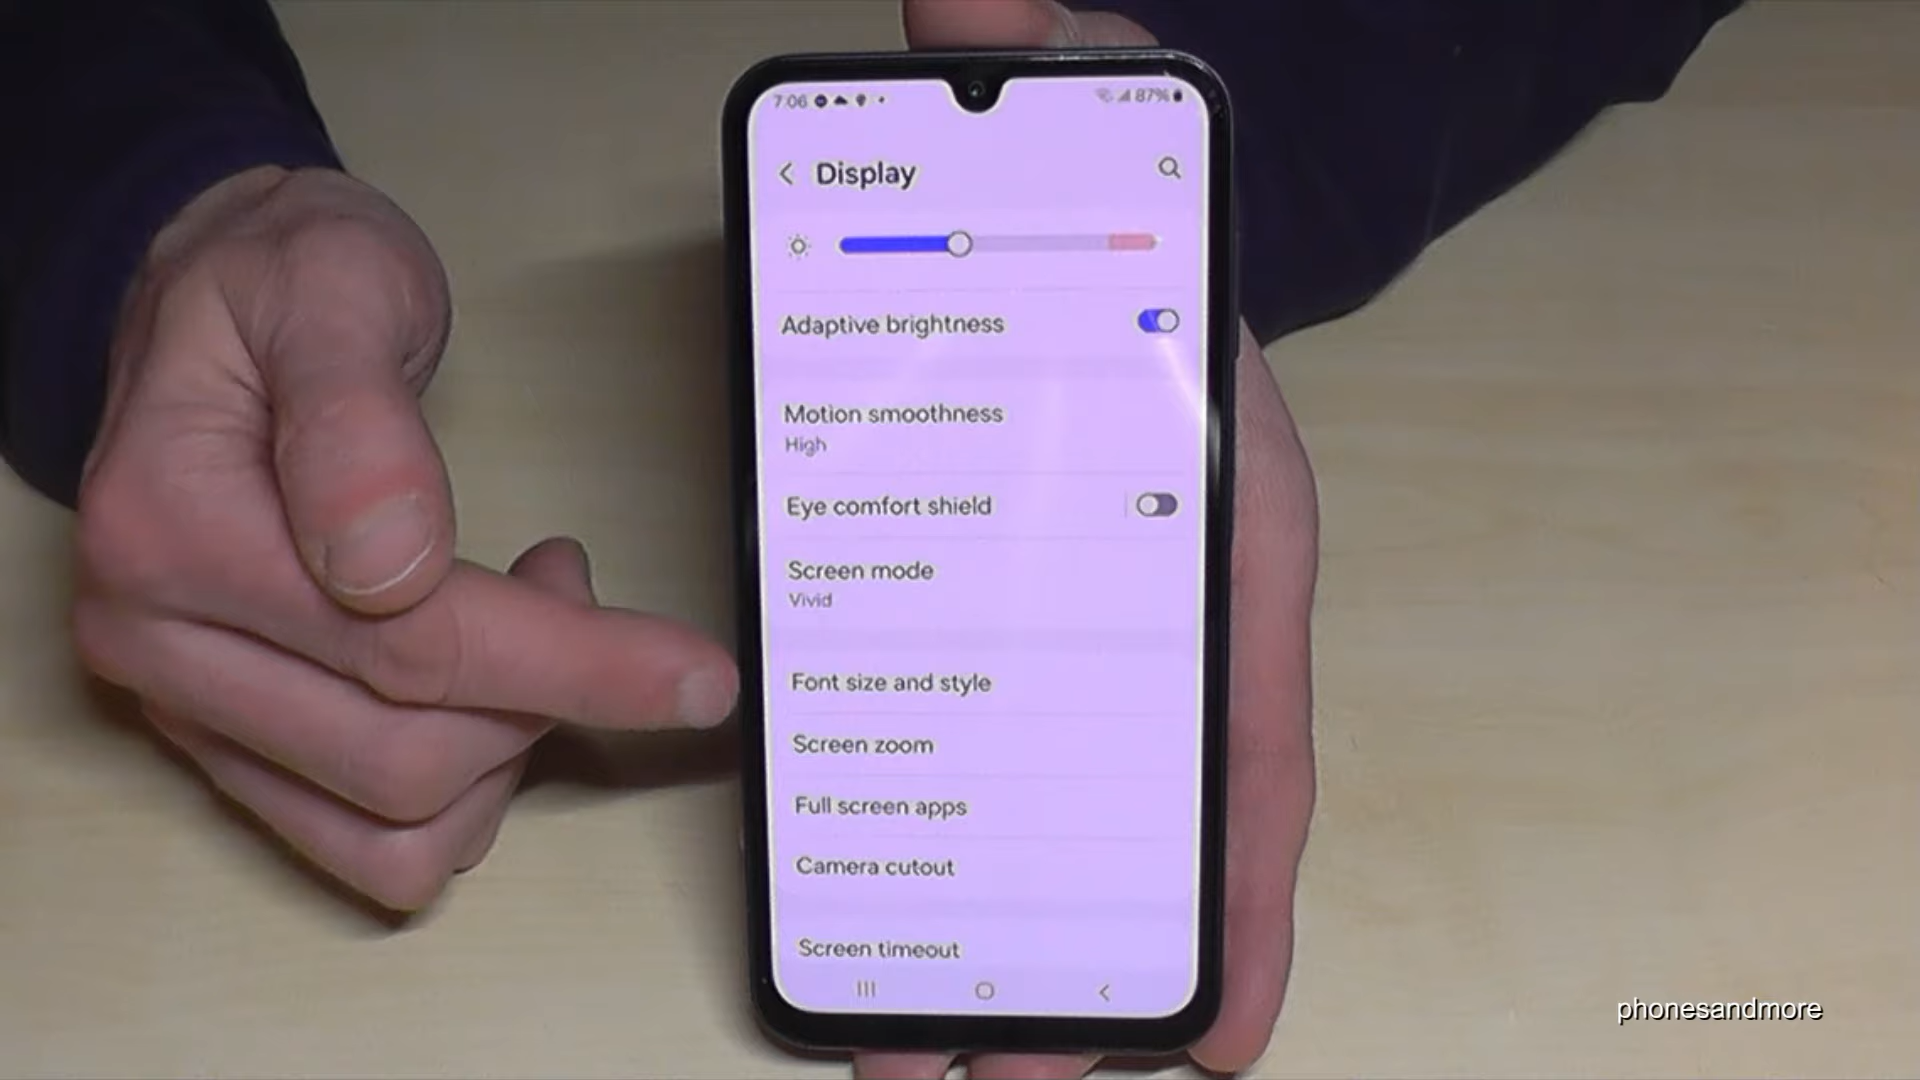 7:06
87%
Display
Adaptive brightness
Motion smoothness
High
Eye comfort shield
Screen mode
Vivid
Font size and style
Screen zoom
Full screen apps
Camera cutout
Screen timeout
phonesandmore